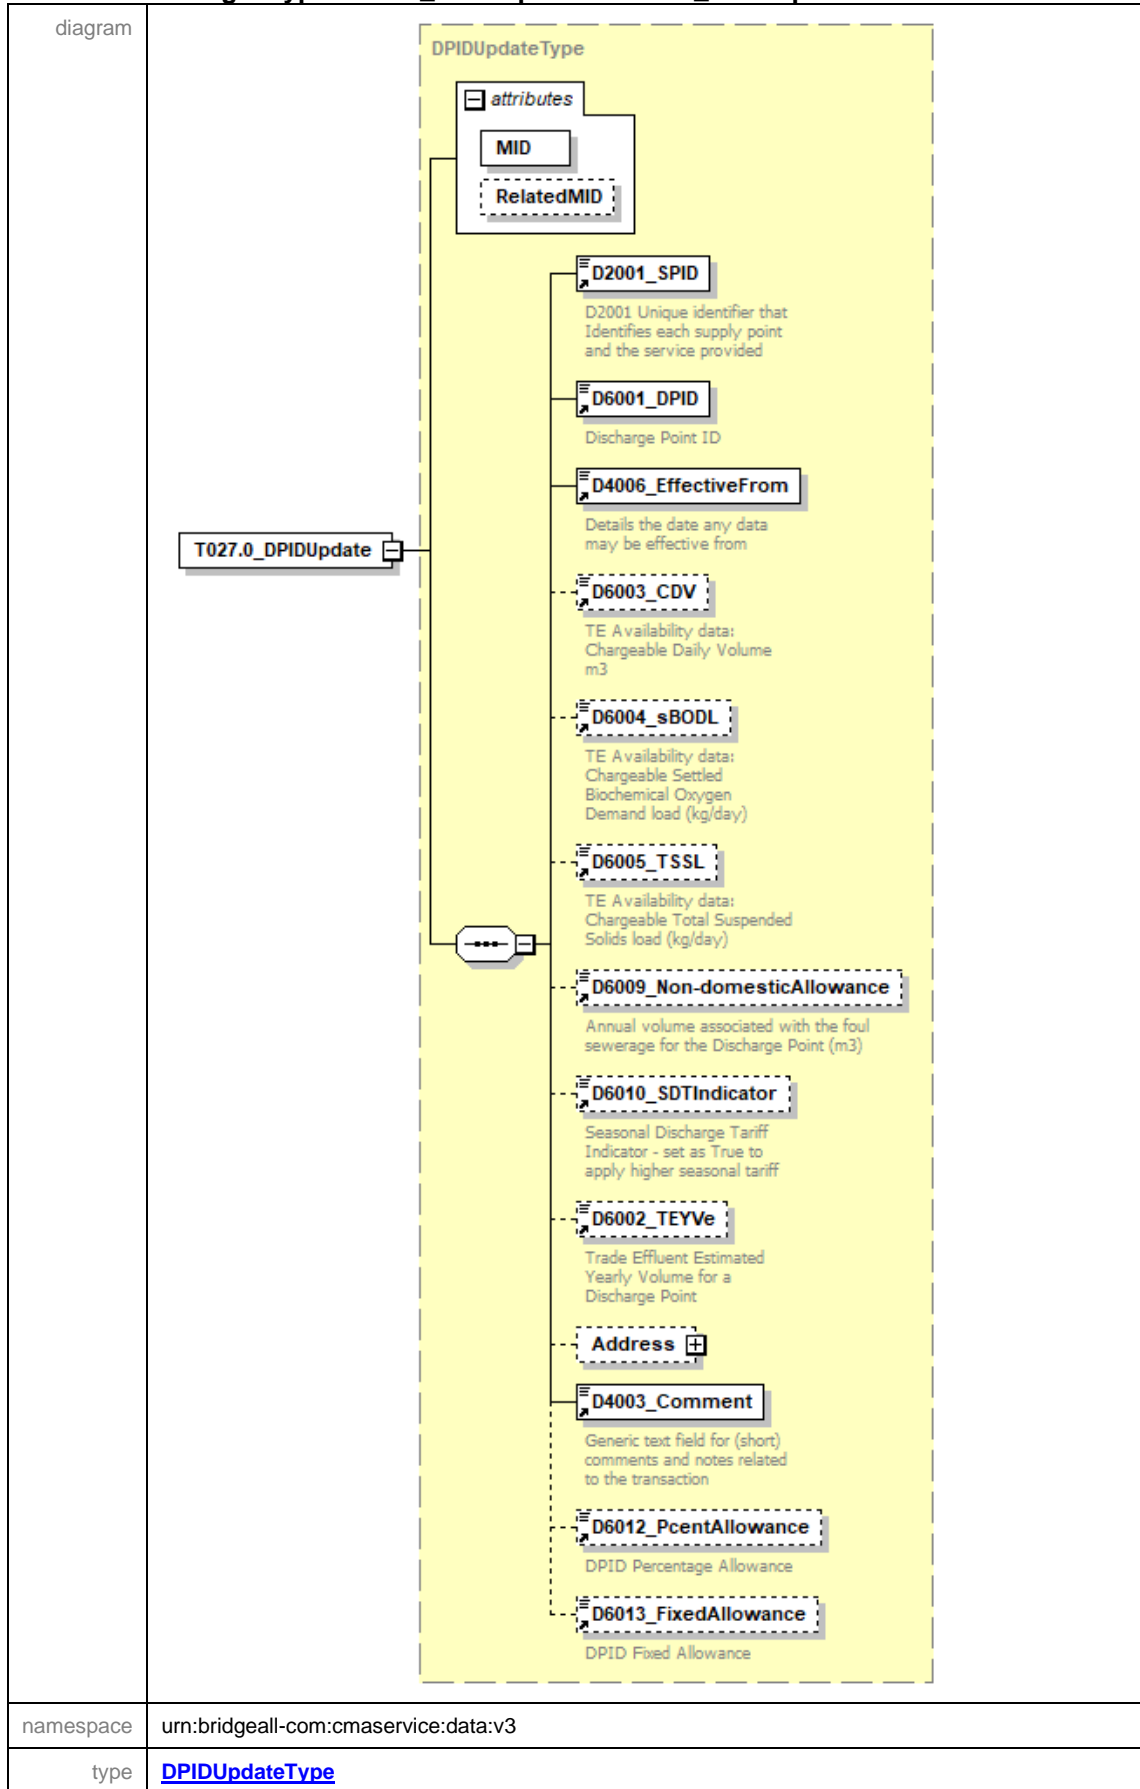 diagram
DPIDUpdateType
attributes
MID
RelatedMID
D2001_SPID
D2001 Unique identifier that
Identifies each supply point
and the service provided
D6001_DPID
Discharge Point ID
D4006_EffectiveFrom
Details the date any data
may be effective from
T027.0_DPIDUpdate
D6003_CDV
TE Availability data:
Chargeable Daily Volume
m3
D6004_sBODL
TE Availability data:
Chargeable Settled
Biochemical Oxygen
Demand load (kg/day)
D6005_TSSL
TE Availability data:
Chargeable Total Suspended
Solids load (kg/day)
D6009_Non-domesticAllowance
Annual volume associated with the foul
sewerage for the Discharge Point (m3)
D6010_SDTIndicator
Seasonal Discharge Tariff
Indicator - set as True to
apply higher seasonal tariff
D6002_TEYVe
Trade Effluent Estimated
Yearly Volume for a
Discharge Point
Address
D4003_Comment
Generic text field for (short)
comments and notes related
to the transaction
D6012_PcentAllowance
DPID Percentage Allowance
D6013_FixedAllowance
DPID Fixed Allowance
namespace
urn:bridgeall-com:cmaservice:data:v3
type
DPIDUpdateType